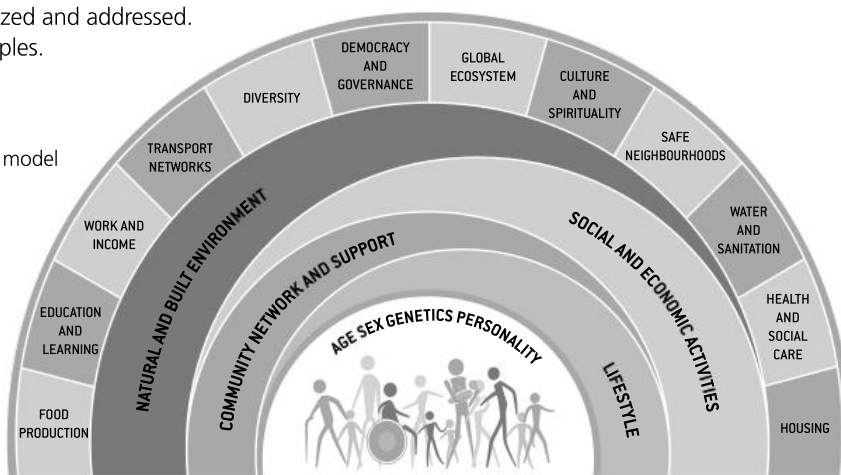 zed and addressed.
ples.
model
FOOD
PRODUCTION
EDUCATION
AND
LEARNING
WORK AND
INCOME
TRANSPORT
NETWORKS
DIVERSITY
DEMOCRACY
AND
GOVERNANCE
GLOBAL
ECOSYSTEM
CULTURE
AND
SPIRITUALITY
SAFE
NEIGHBOURHOODS
WATER
AND
SANITATION
HEALTH
AND
SOCIAL
CARE
HOUSING
NATURAL AND BUILT ENVIRONMENT
SOCIAL AND ECONOMIC ACTIVITIES
COMMUNITY NETWORK AND SUPPORT
LIFESTYLE
AGE SEX GENETICS PERSONALITY